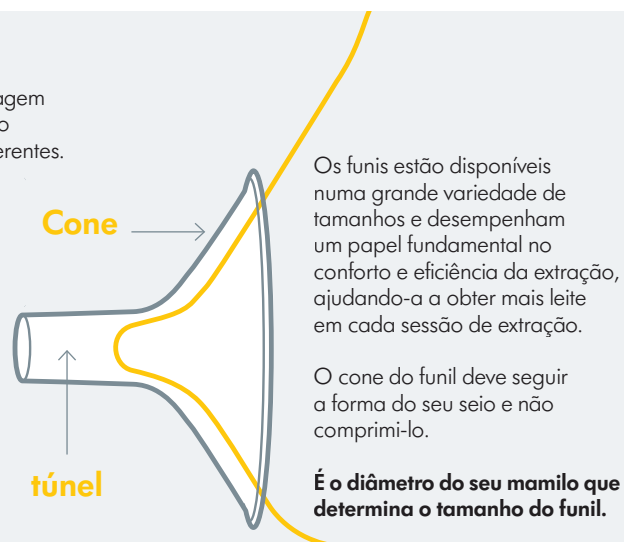 o
erentes.
Cone
túnel
Os funis estão disponíveis
numa grande variedade de
tamanhos e desempenham
um papel fundamental no
conforto e eficiência da extração,
ajudando-a a obter mais leite
em cada sessão de extração.
O cone do funil deve seguir
a forma do seu seio e não
comprimi-lo.
É o diâmetro do seu mamilo que
determina o tamanho do funil.